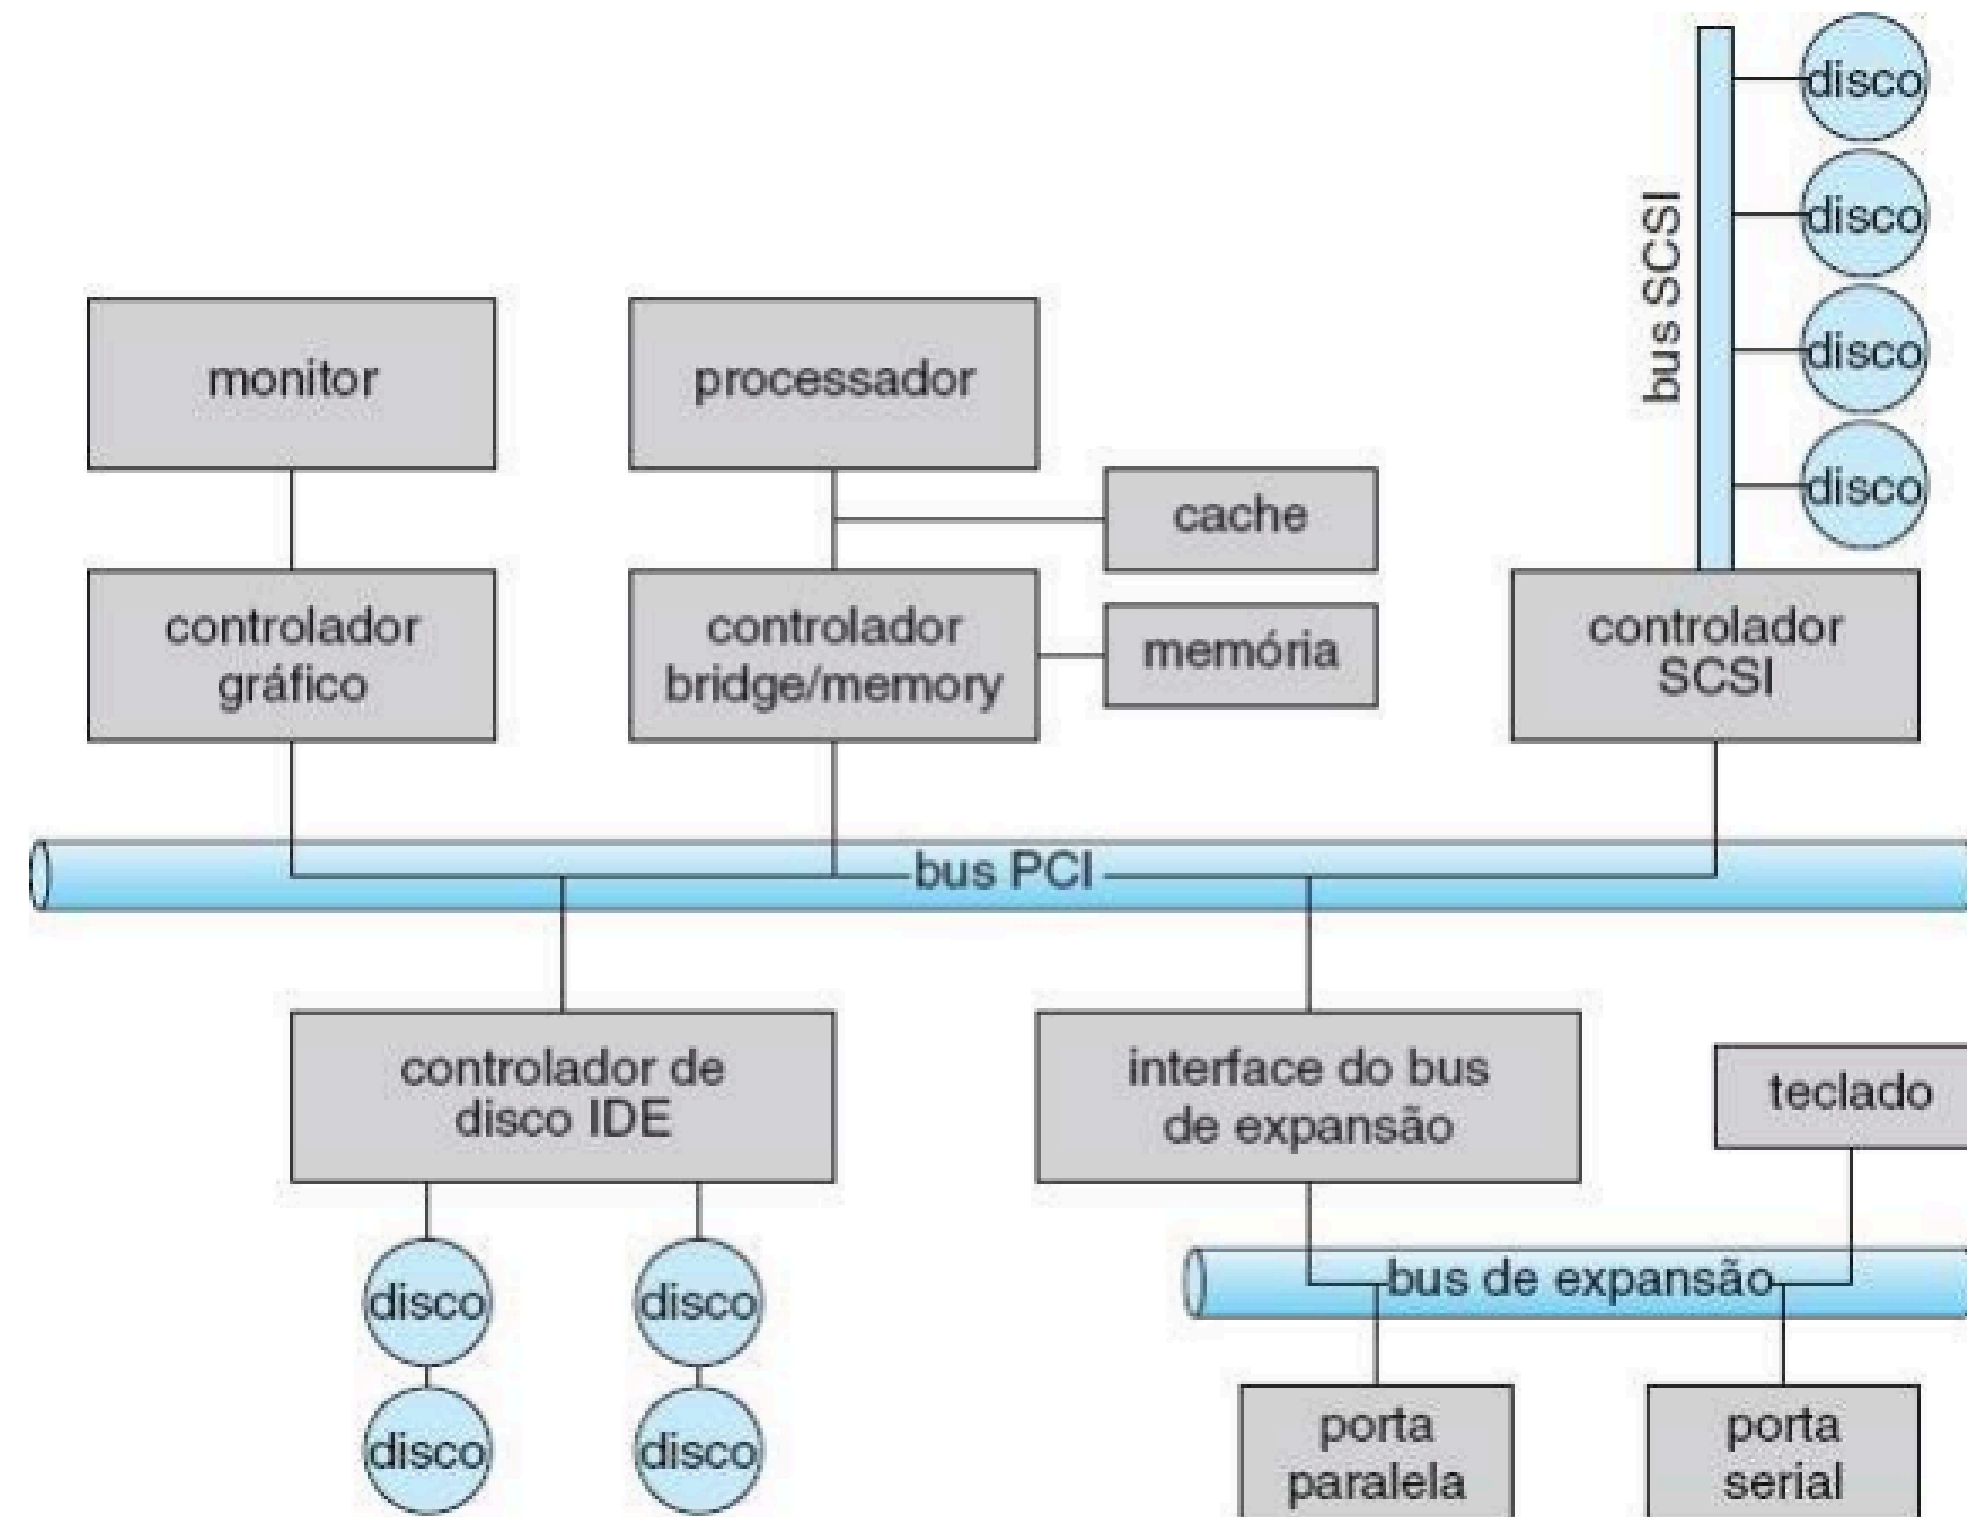 disco
disco
disco
disco
bus SCSI
monitor
processador
cache
controlador
gráfico
controlador
bridge/memory
memória
controlador
SCSI
bus PCI
controlador de
disco IDE
interface do bus
de expansão
teclado
bus de expansão
disco
disco
disco
disco
porta
paralela
porta
serial